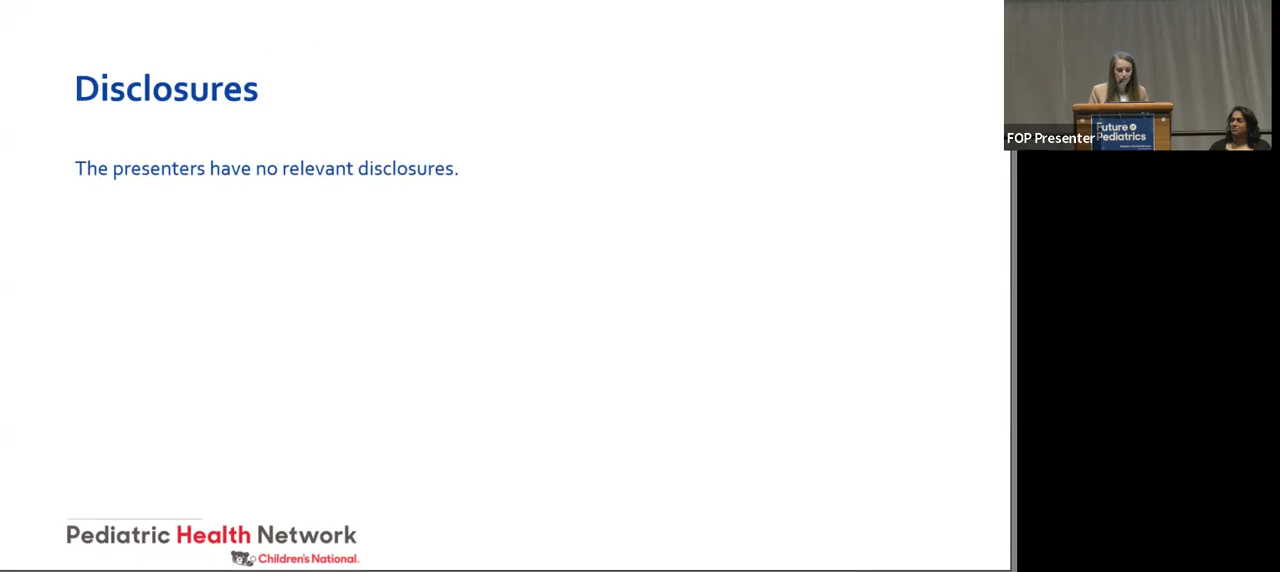 Disclosures
The presenters have no relevant disclosures.
Pediatric Health Network
Children's National.
FOP Presenter
Future of
Pediatrics